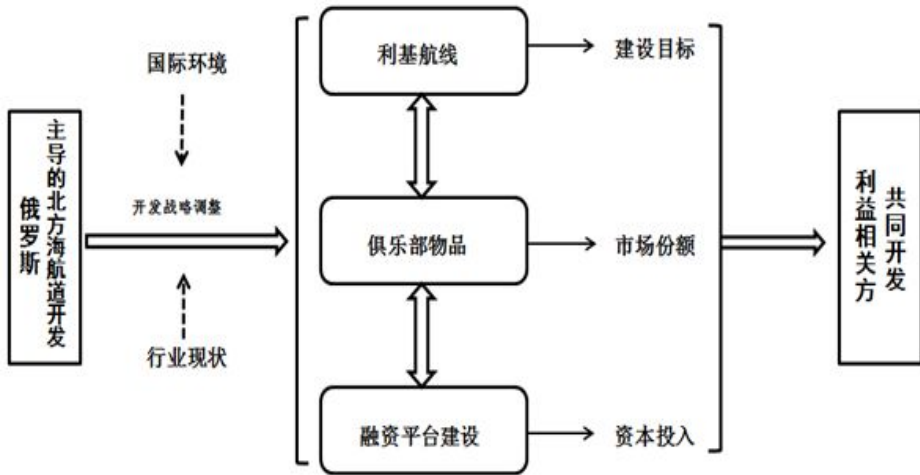 俄罗斯
主导的北方海航道开发
国际环境
开发战略调整
行业现状
利基航线
俱乐部物品
融资平台建设
建设目标
市场份额
资本投入
利益相关方
共同开发